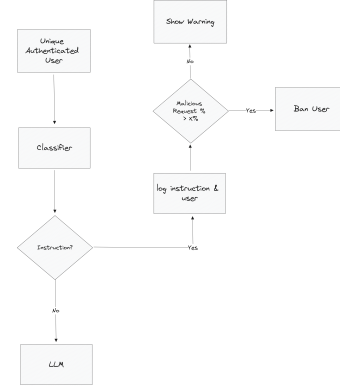 Show Warning
Unique
Authenticated
User
No
Malicious
Request %
> X%
Yes
Ban User
Classifier
log instruction &
user
Instruction?
Yes
No
LLM